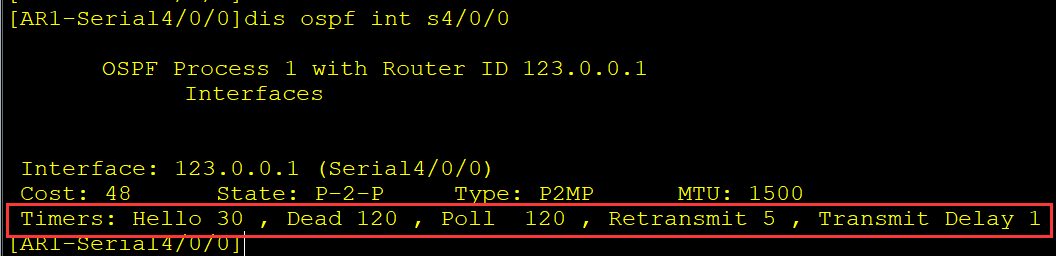 [AR1-Serial4/0/0]dis ospf int s4/0/0
OSPF Process 1 with Router ID 123.0.0.1
Interfaces
Interface: 123.0.0.1 (Serial4/0/0)
Cost: 48 State: P-2-P Type: P2MP MTU: 1500
Timers: Hello 30 , Dead 120 , Poll 120 , Retransmit 5 , Transmit Delay 1
[AR1-Serial4/0/0]